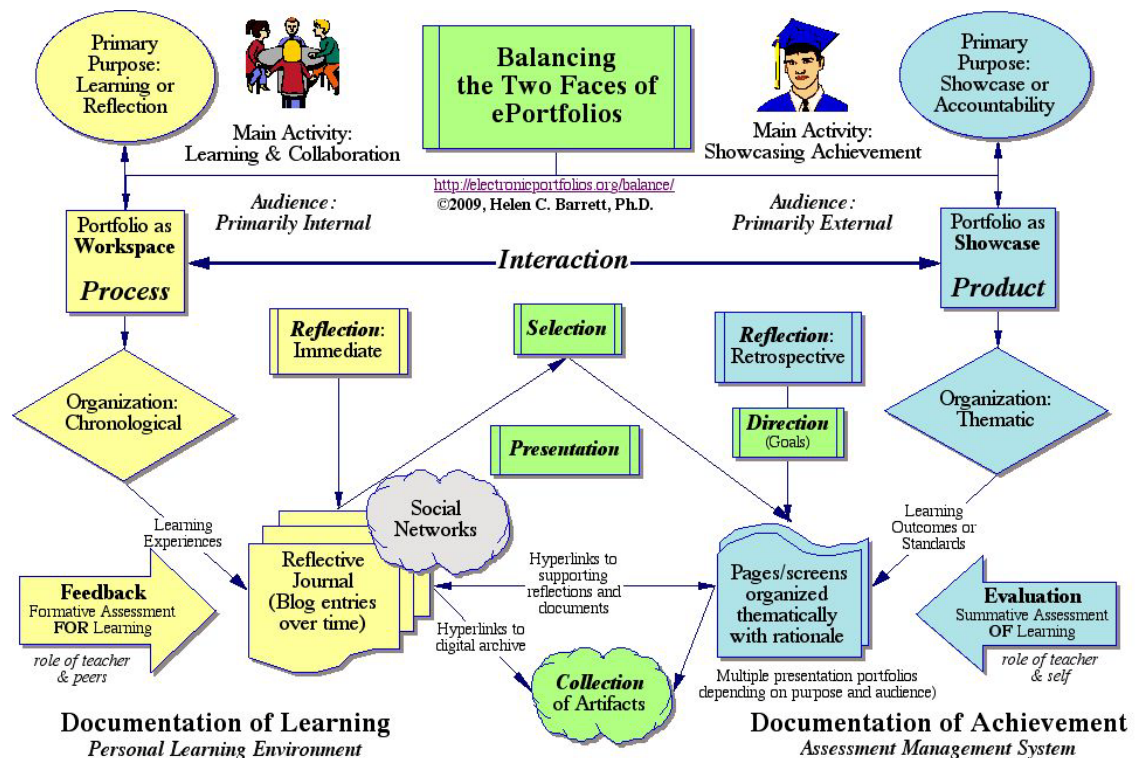 Primary
Purpose:
Learning or
Reflection
Main Activity:
Learning & Collaboration
Balancing
the Two Faces of
ePortfolios
Main Activity:
Showcasing Achievement
Primary
Purpose:
Showcase or
Accountability
http://electronicportfolios.org/balance/
©2009, Helen C. Barrett, Ph.D.
Audience:
Primarily Internal
Audience:
Primarily External
Portfolio as
Workspace
Process
Interaction
Portfolio as
Showcase
Product
Reflection:
Immediate
Selection
Reflection:
Retrospective
Organization:
Chronological
Presentation
Direction
(Goals)
Organization:
Thematic
Learning
Experiences
Social
Networks
Learning
Outcomes or
Standards
Feedback
Formative Assessment
FOR Learning
role of teacher
& peers
Reflective
Journal
(Blog entries
over time)
Hyperlinks to
supporting
reflections and
documents
Hyperlinks to
digital archive
Collection
of Artifacts
Pages/screens
organized
thematically
with rationale
Multiple presentation portfolios
depending on purpose and audience)
Evaluation
Summative Assessment
OF Learning
role of teacher
& self
Documentation of Learning
Personal Learning Environment
Documentation of Achievement
Assessment Management System